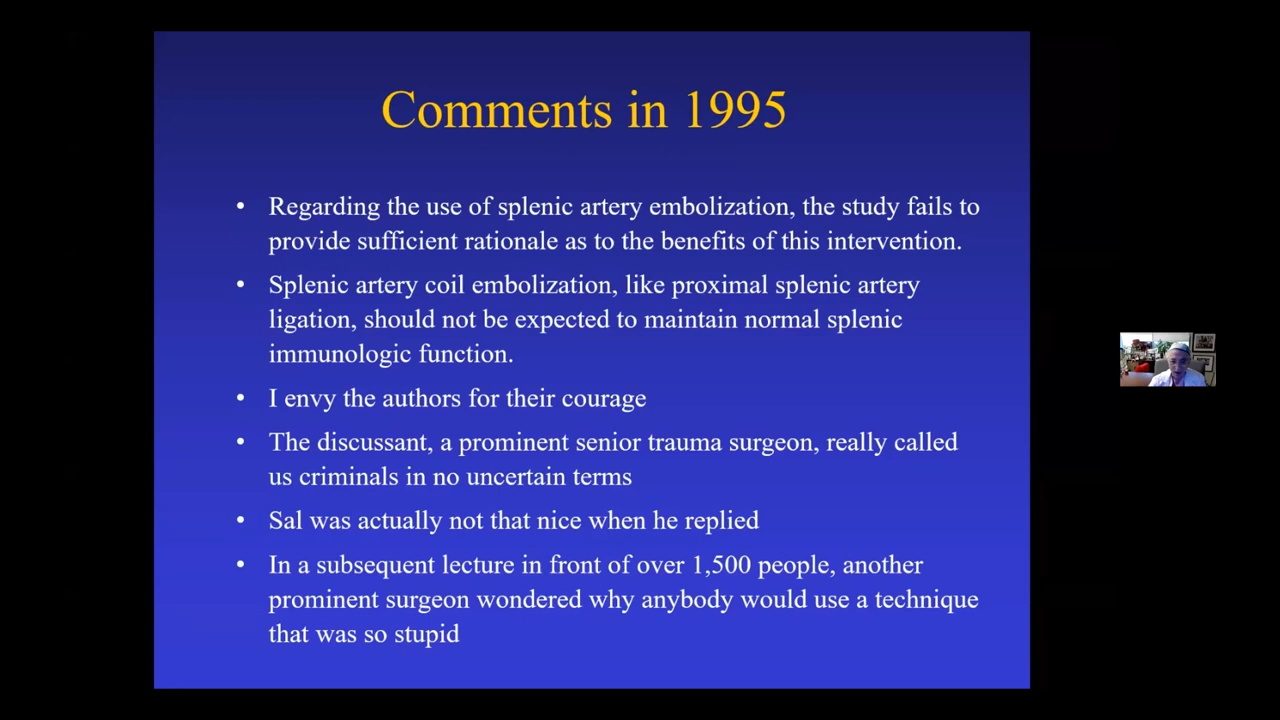 Comments in 1995
• Regarding the use of splenic artery embolization, the study fails to
provide sufficient rationale as to the benefits of this intervention.
• Splenic artery coil embolization, like proximal splenic artery
ligation, should not be expected to maintain normal splenic
immunologic function.
• I envy the authors for their courage
• The discussant, a prominent senior trauma surgeon, really called
us criminals in no uncertain terms
• Sal was actually not that nice when he replied
• In a subsequent lecture in front of over 1,500 people, another
prominent surgeon wondered why anybody would use a technique
that was so stupid